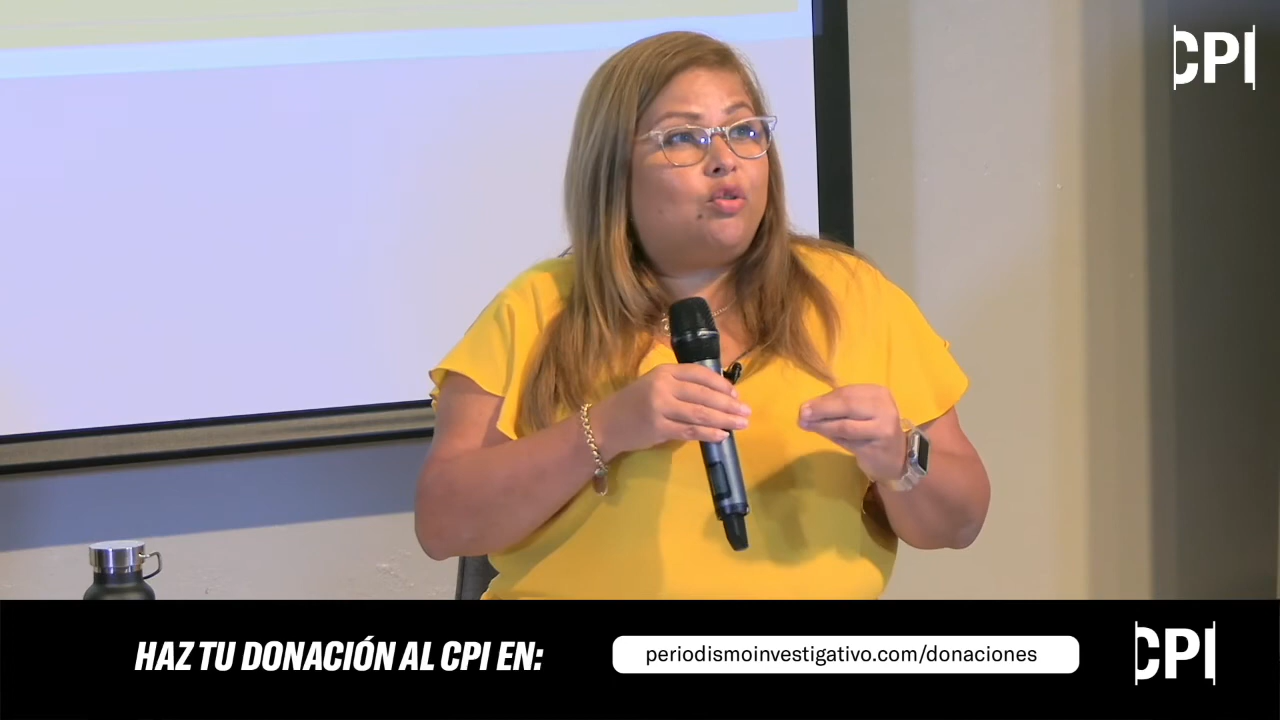 CPI
HAZ TU DONACIÓN AL CPI EN:
periodismoinvestigativo.com/donaciones
CPI